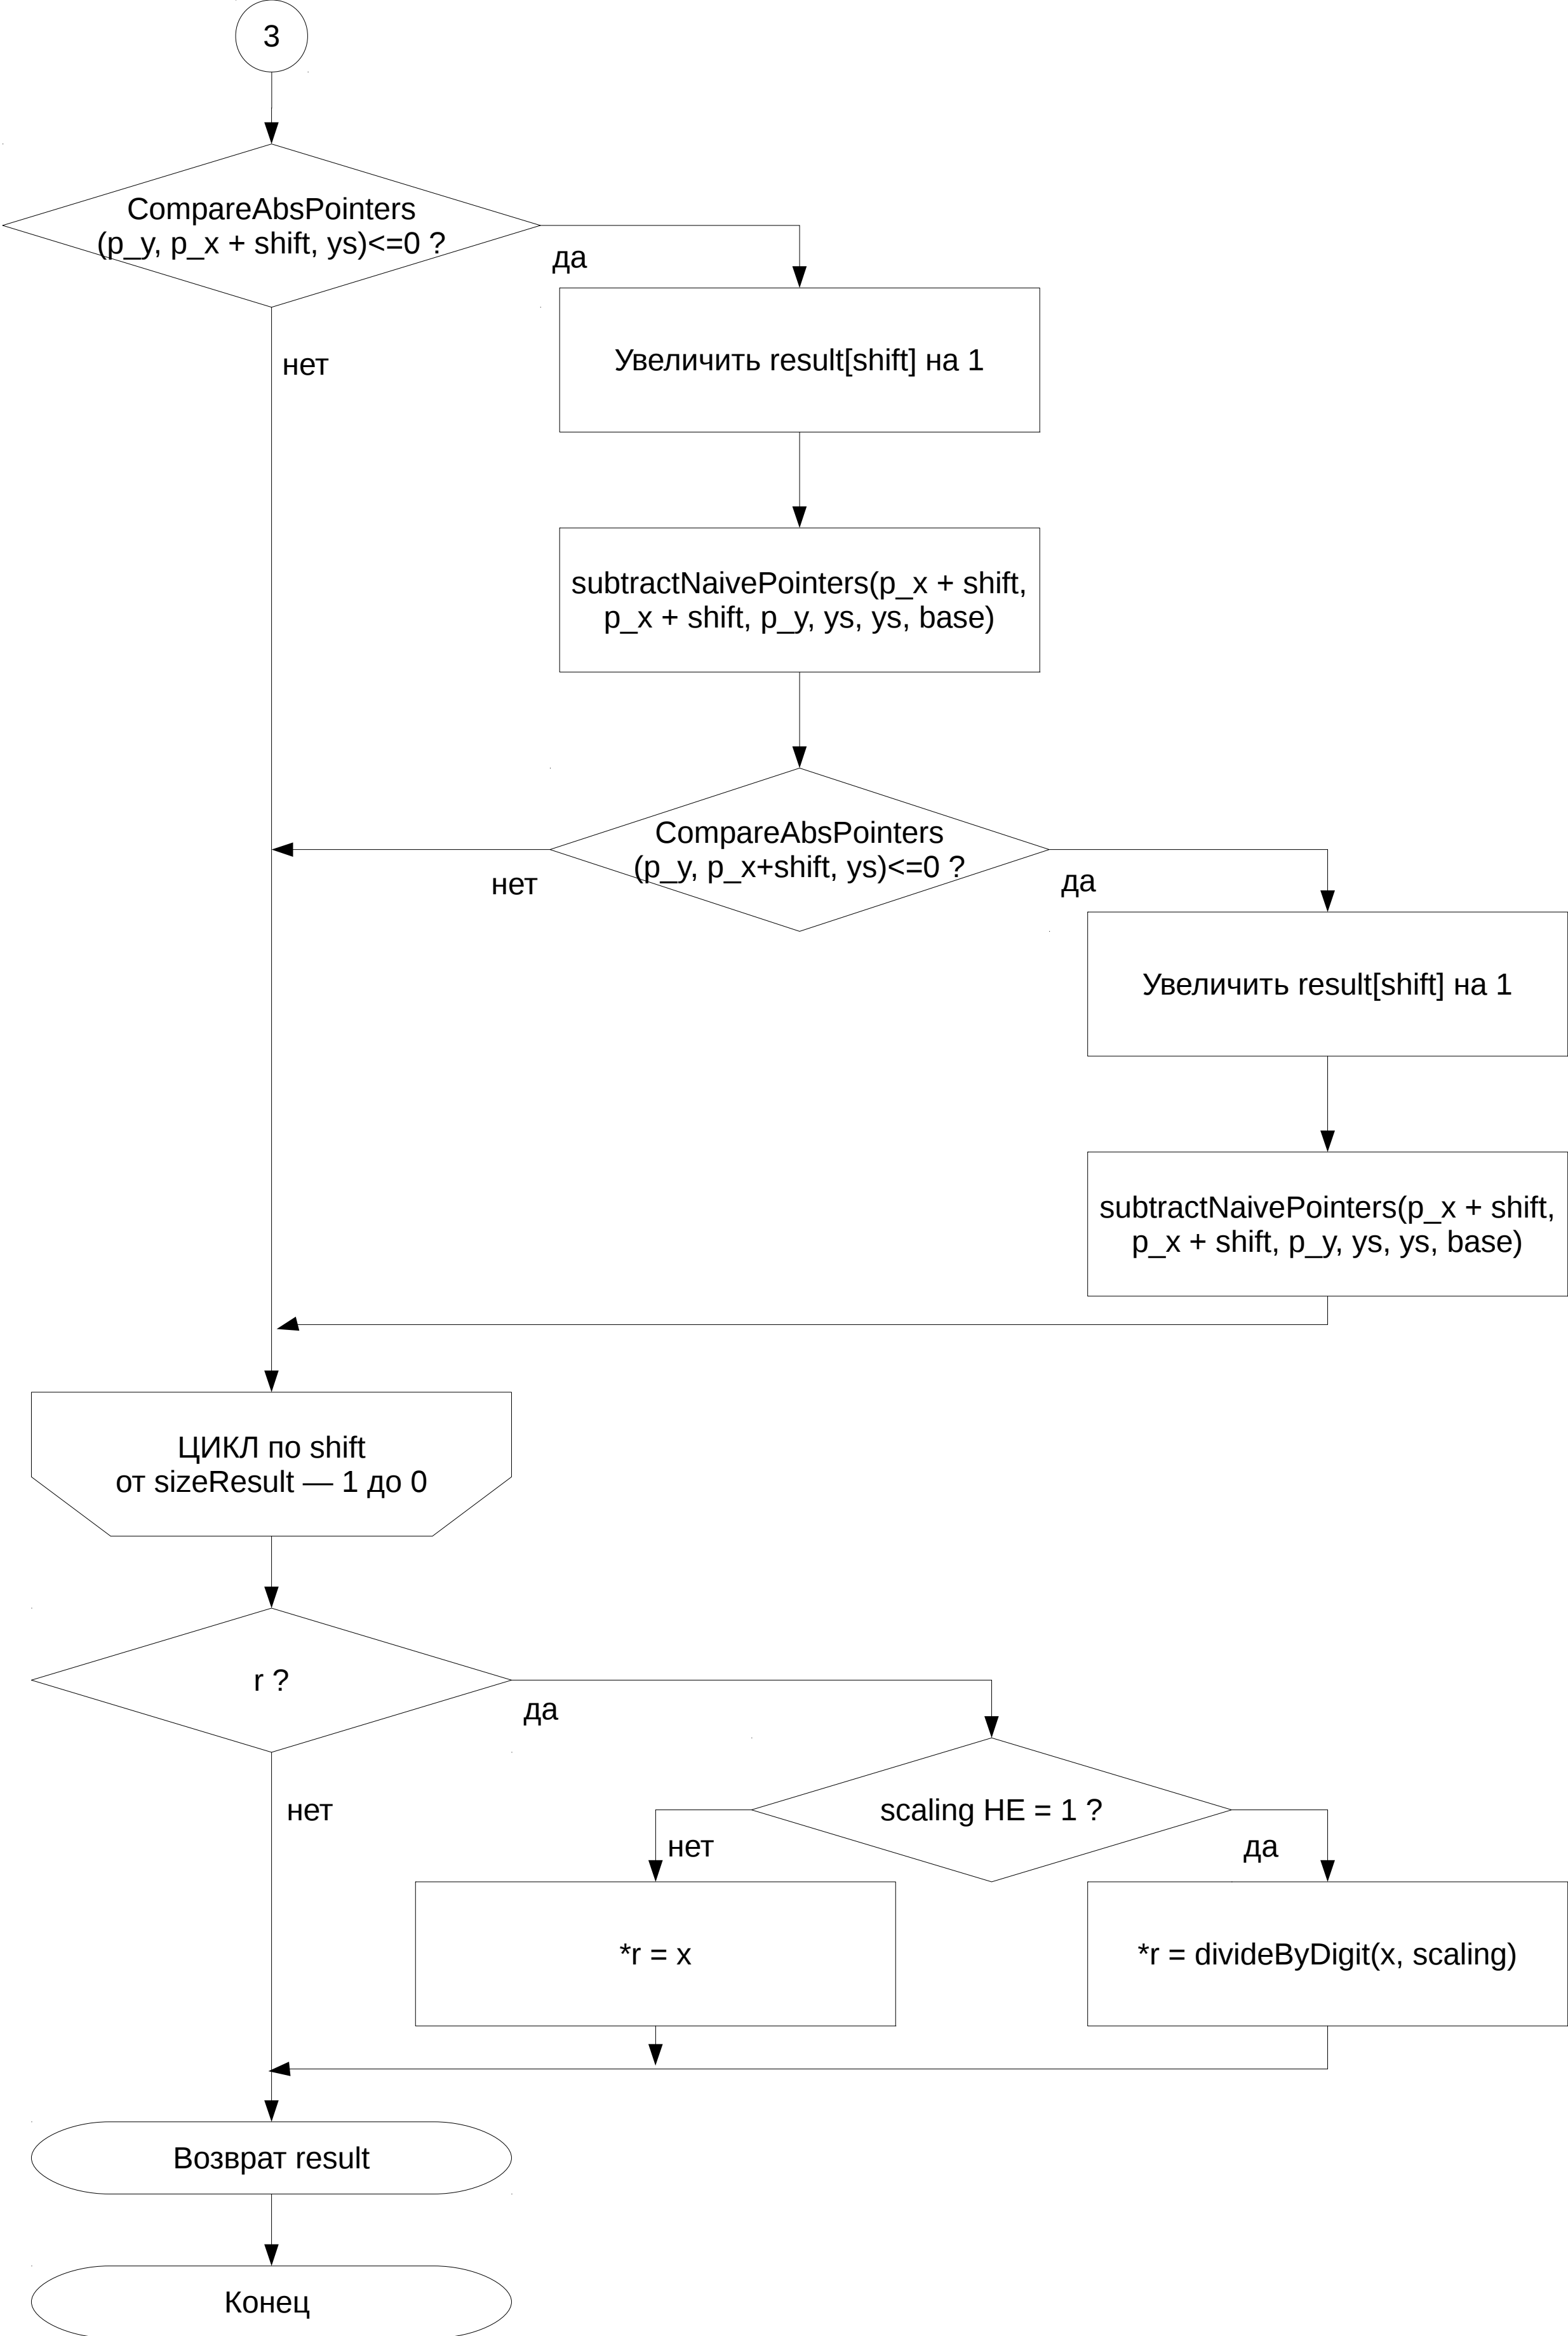 3
CompareAbsPointers
(p_y, p_x + shift, ys)<=0 ?
да
нет
Увеличить result[shift] на 1
subtractNaivePointers(p_x + shift,
p_x + shift, p_y, ys, ys, base)
CompareAbsPointers
(p_y, p_x+shift, ys)<=0 ?
нет
да
Увеличить result[shift] на 1
subtractNaivePointers(p_x + shift,
p_x + shift, p_y, ys, ys, base)
ЦИКЛ по shift
от sizeResult — 1 до 0
r ?
да
нет
scaling НЕ = 1 ?
нет
да
*r = x
*r = divideByDigit(x, scaling)
Возврат result
Конец